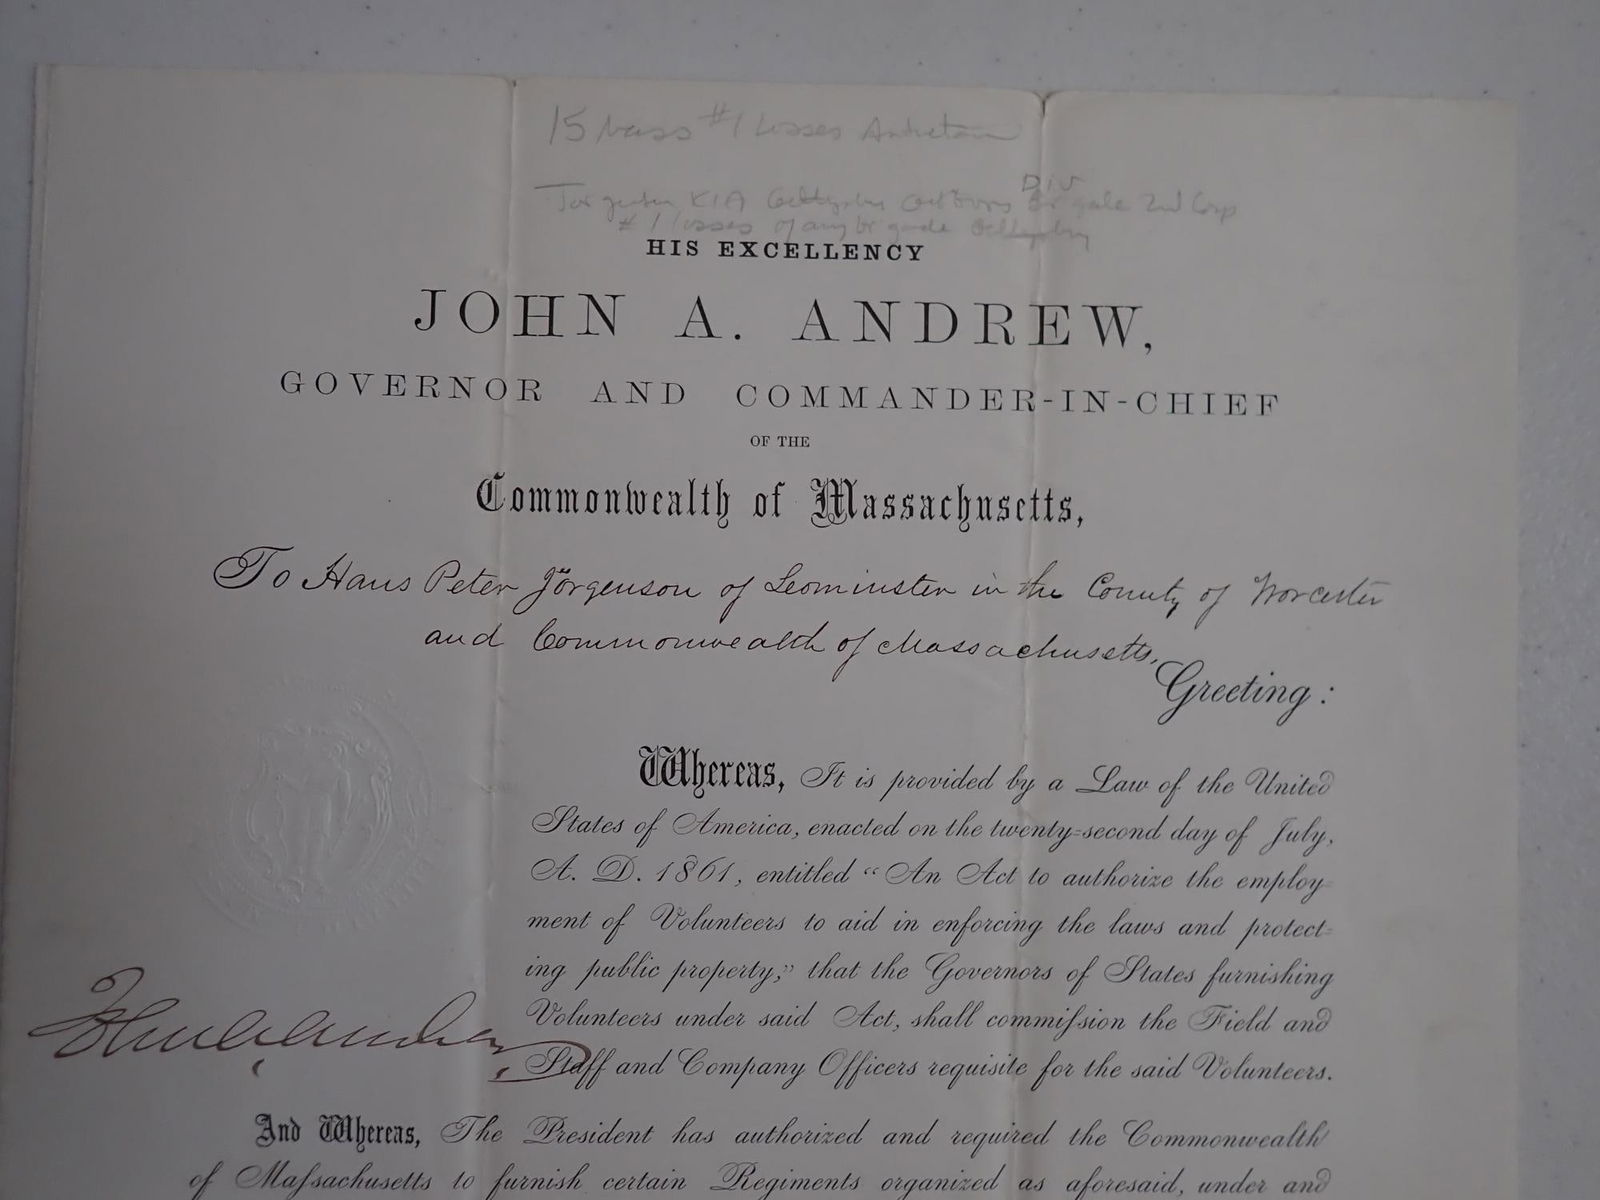 15 Mass #1 losses Antietam
Jorgensen KIA Gettysburg Div
Brigade 2nd Corp
# 1 losses of any brigade Gettysburg
HIS EXCELLENCY
JOHN A. ANDREW,
GOVERNOR AND COMMANDER-IN-CHIEF
OF THE
Commonwealth of Massachusetts,
To Hans Peter Jörgenson of Leominster in the County of Worcester
and Commonwealth of Massachusetts,
Greeting:
Whereas, It is provided by a Law of the United
States of America, enacted on the twenty-second day of July,
A. D. 1861, entitled "An Act to authorize the employ-
ment of Volunteers to aid in enforcing the laws and protect-
ing public property," that the Governors of States furnishing
Volunteers under said Act, shall commission the Field and
Staff and Company Officers requisite for the said Volunteers.
And Whereas, The President has authorized and required the Commonwealth
of Massachusetts to furnish certain Regiments organized as aforesaid, under and